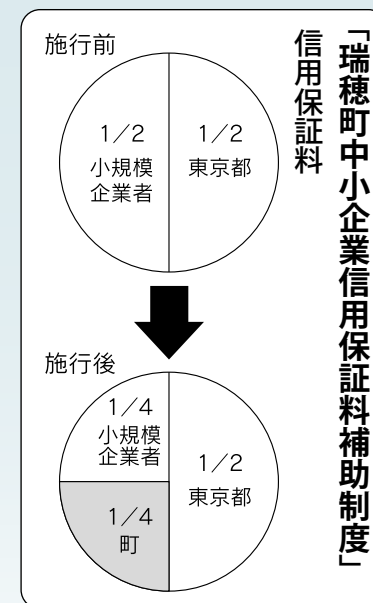 「瑞穂町中小企業信用保証料補助制度」
信用保証料
施行前
1/2
小規模
企業者
1/2
東京都
施行後
1/4
小規模
企業者
1/2
東京都
1/4
町